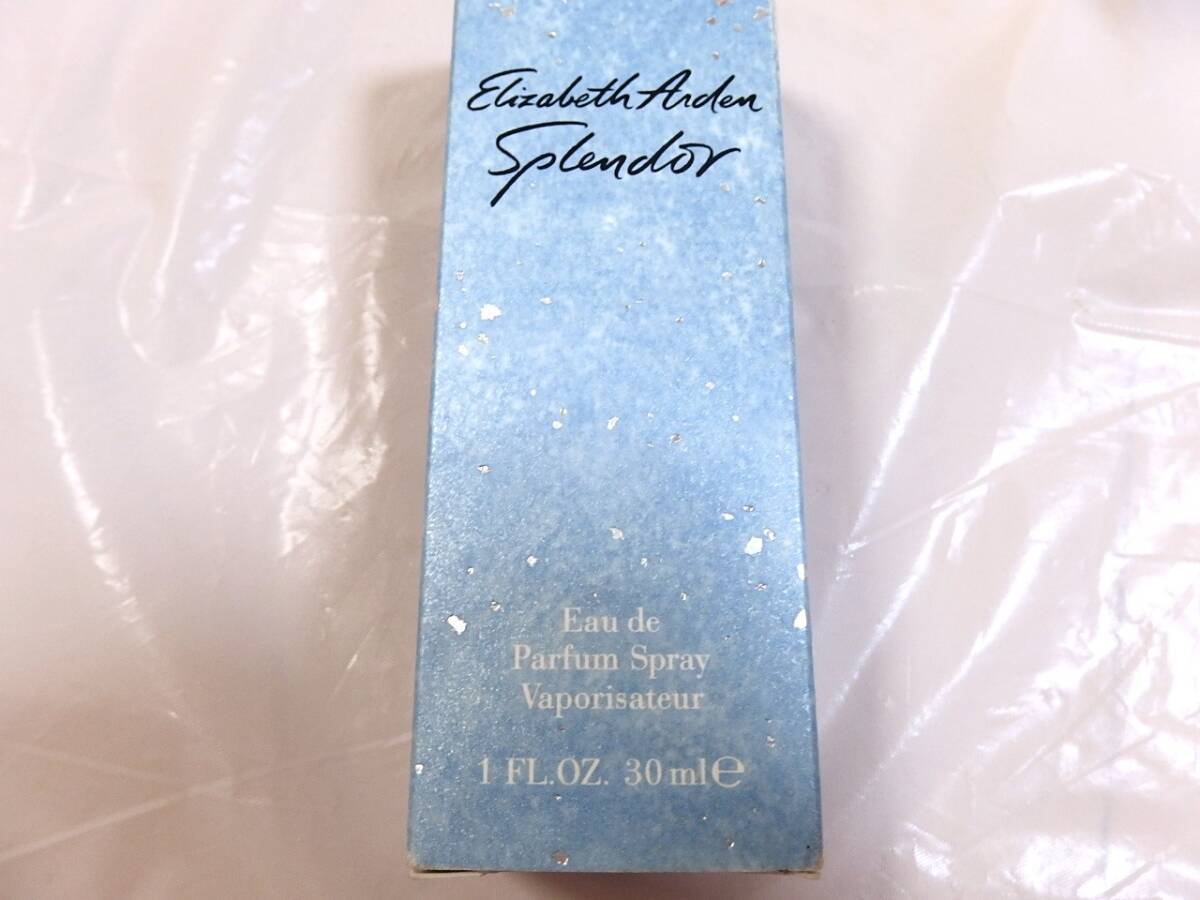 Elizabeth Arden
Splendor
Eau de
Parfum Spray
Vaporisateur
1 FL.OZ. 30 ml ℮